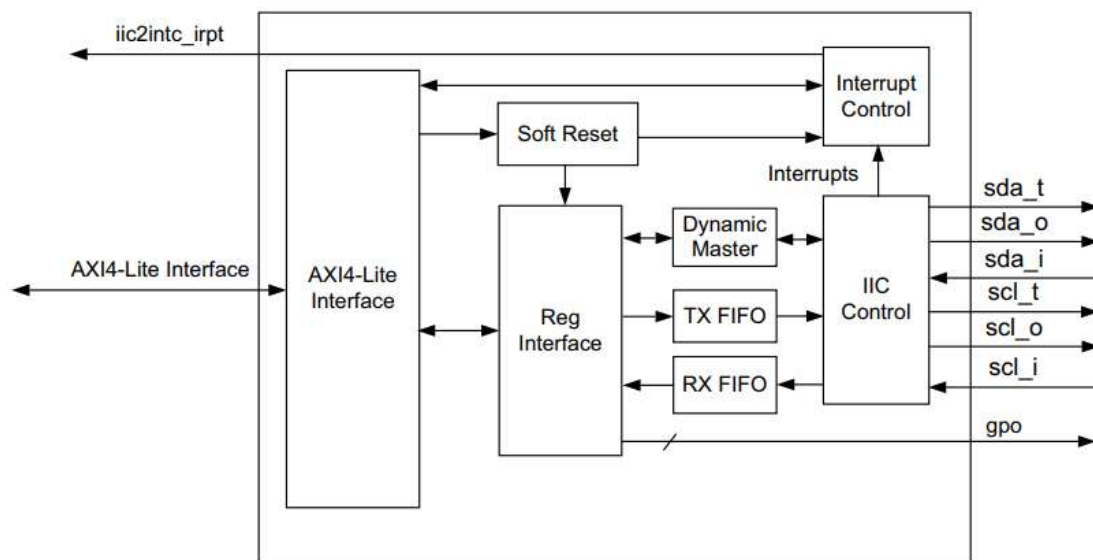 iic2intc_irpt
Interrupt
Control
Soft Reset
Interrupts
sda_t
Dynamic
Master
sda_o
AXI4-Lite Interface
AXI4-Lite
Interface
sda_i
IIC
Control
scl_t
Reg
Interface
TX FIFO
scl_o
RX FIFO
scl_i
gpo